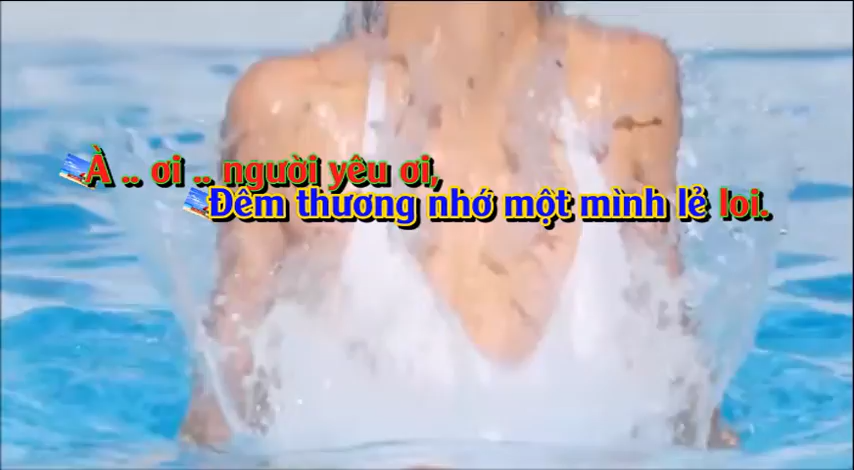 Ầ .. ơi .. người yêu ơi,
Đêm thương nhớ một mình lẻ loi.